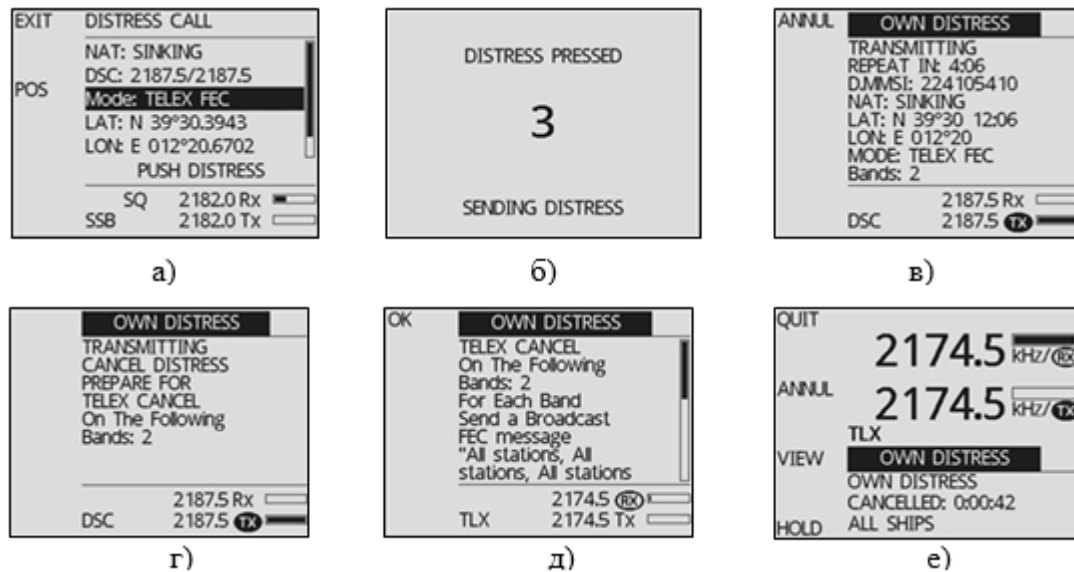 EXIT DISTRESS CALL
NAT: SINKING
DSC: 2187.5/2187.5
POS
Mode: TELEX FEC
LAT: N 39°30.3943
LON: E 012°20.6702
PUSH DISTRESS
SQ 2182.0 Rx
SSB 2182.0 Tx
а)
DISTRESS PRESSED
3
SENDING DISTRESS
б)
ANNUL OWN DISTRESS
TRANSMITTING
REPEAT IN: 4:06
D.MMSI: 224105410
NAT: SINKING
LAT: N 39°30 12:06
LON: E 012°20
MODE: TELEX FEC
Bands: 2
2187.5 Rx
DSC 2187.5 TX
в)
OWN DISTRESS
TRANSMITTING
CANCEL DISTRESS
PREPARE FOR
TELEX CANCEL
On The Following
Bands: 2
2187.5 Rx
DSC 2187.5 TX
г)
OK OWN DISTRESS
TELEX CANCEL
On The Following
Bands: 2
For Each Band
Send a Broadcast
FEC message
"All stations, All
stations, All stations
2174.5 RX
TLX 2174.5 Tx
д)
QUIT
2174.5 kHz/RX
ANNUL
2174.5 kHz/TX
TLX
VIEW OWN DISTRESS
OWN DISTRESS
CANCELLED: 0:00:42
HOLD ALL SHIPS
е)